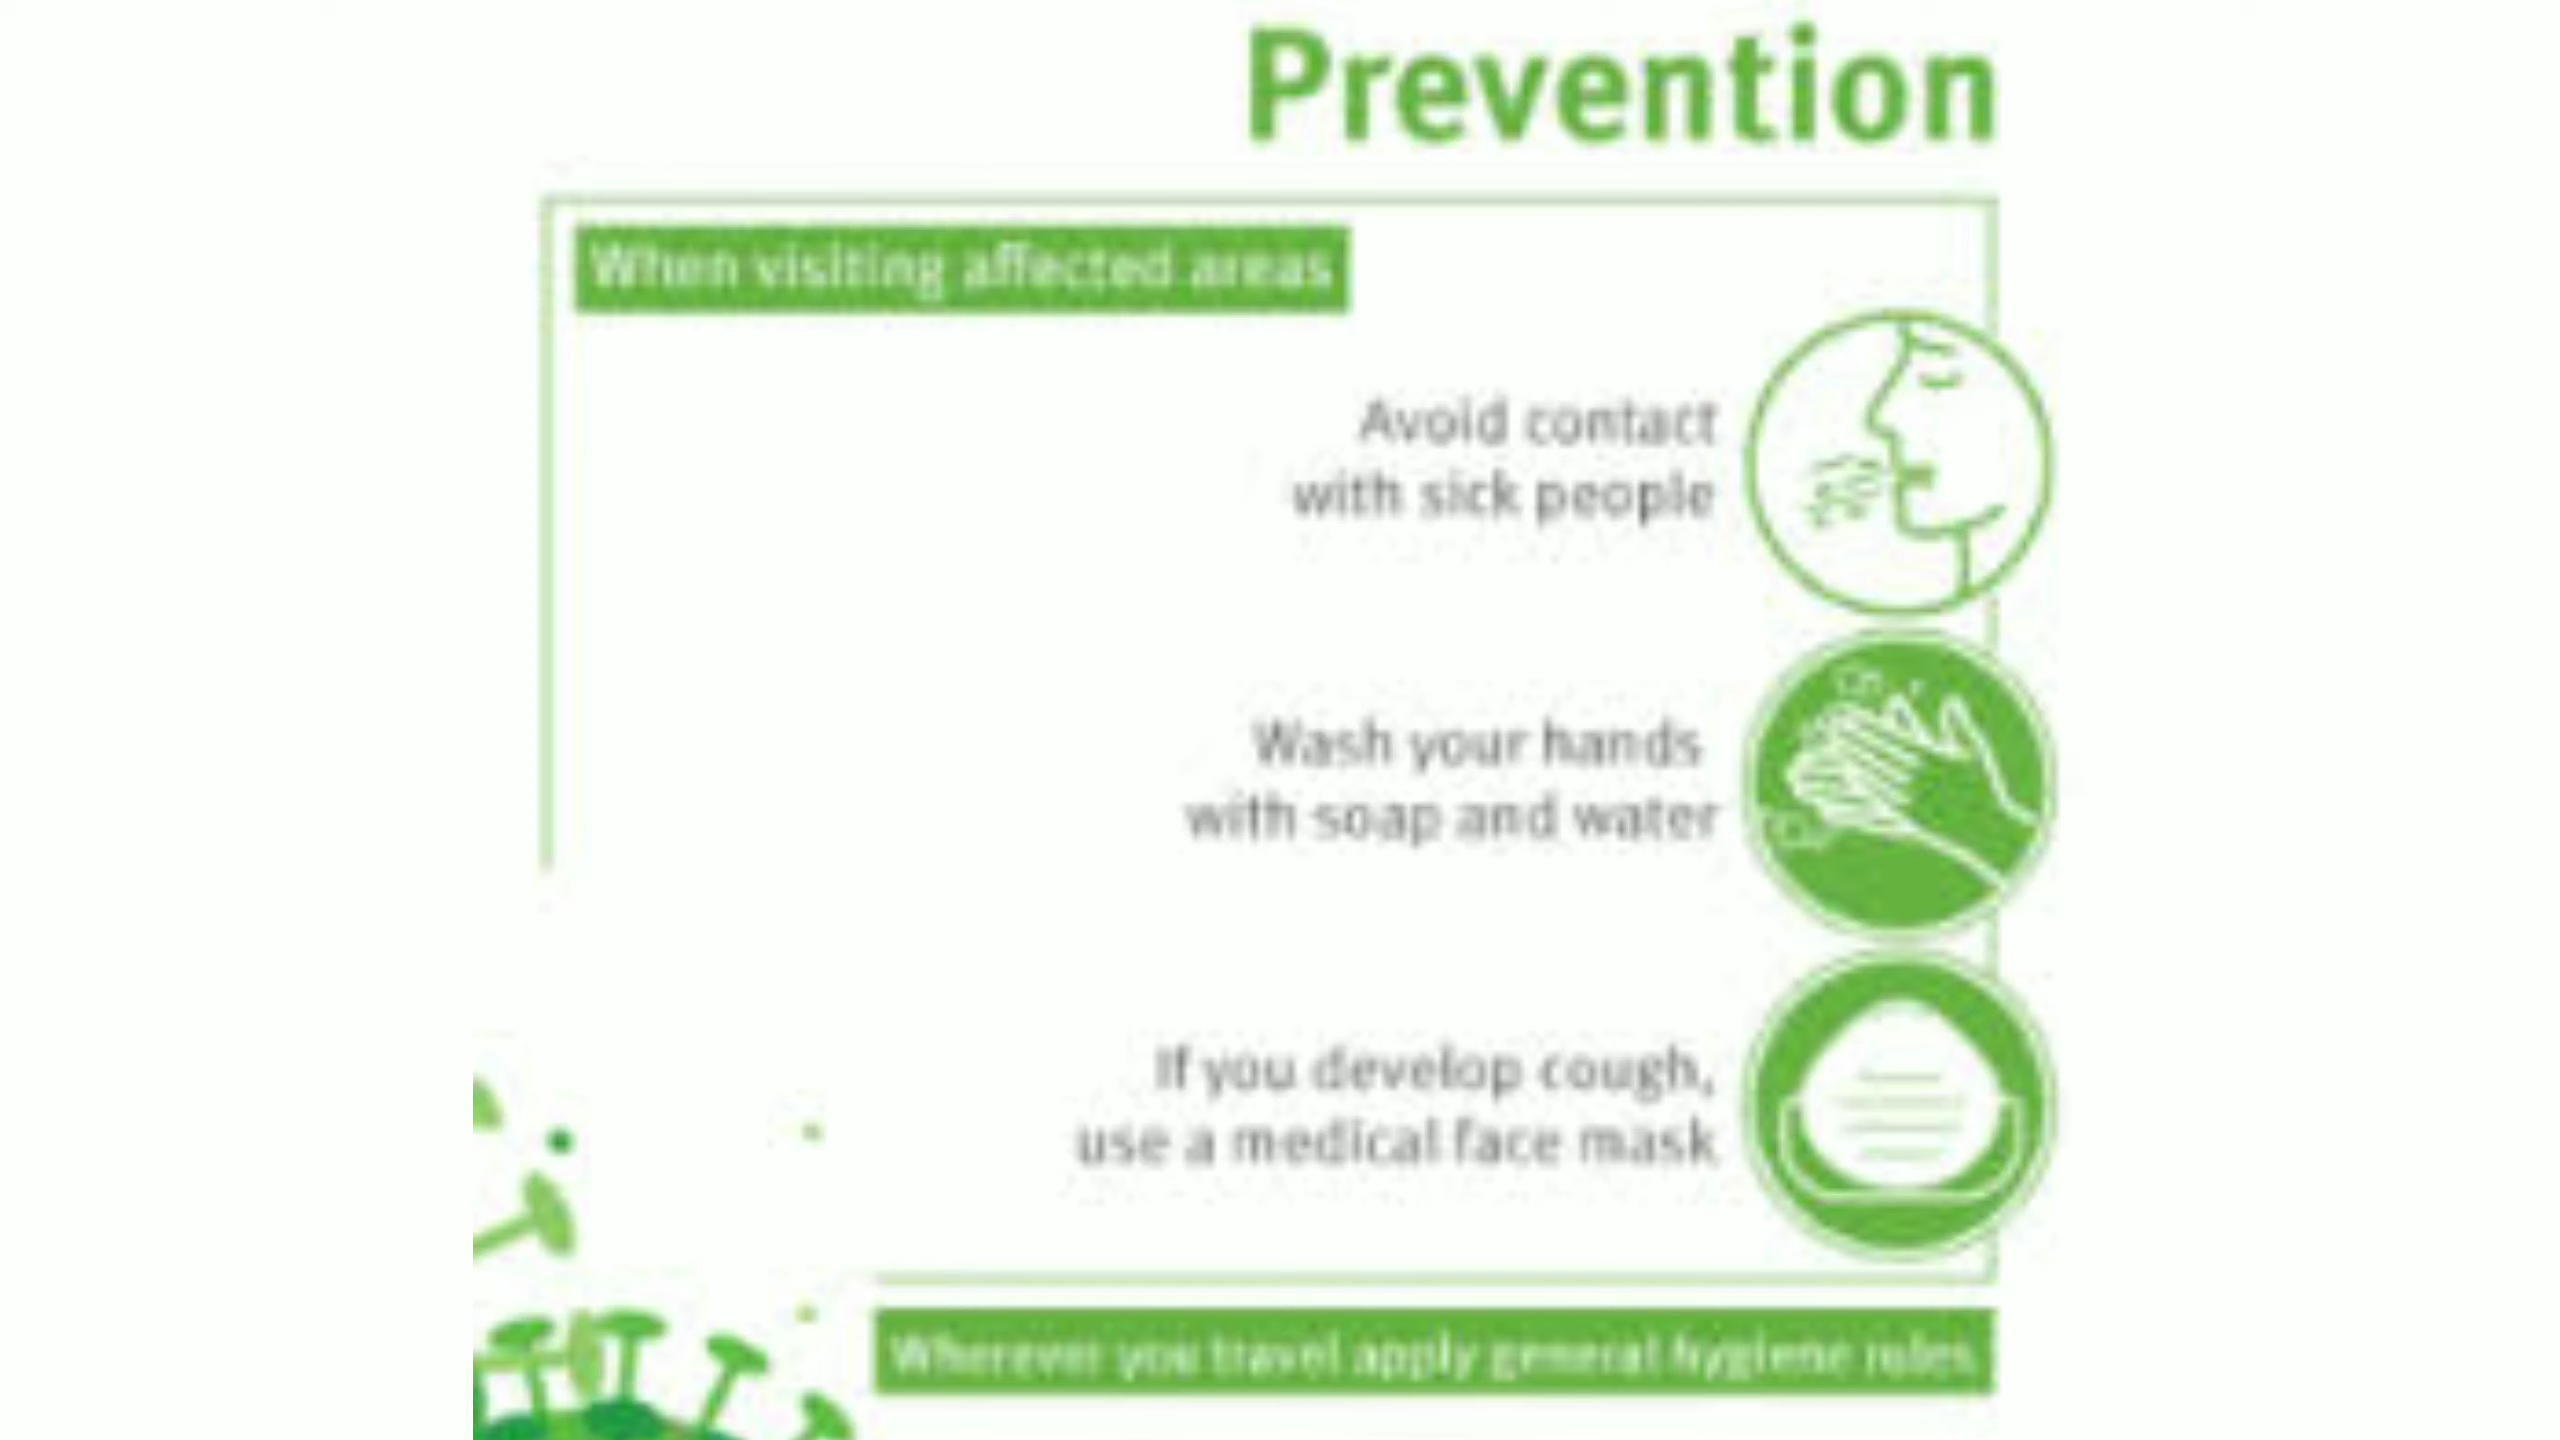 Prevention
When visiting affected areas
Avoid contact
with sick people
Wash your hands
with soap and water
If you develop cough,
use a medical face mask
Wherever you travel apply general hygiene rules